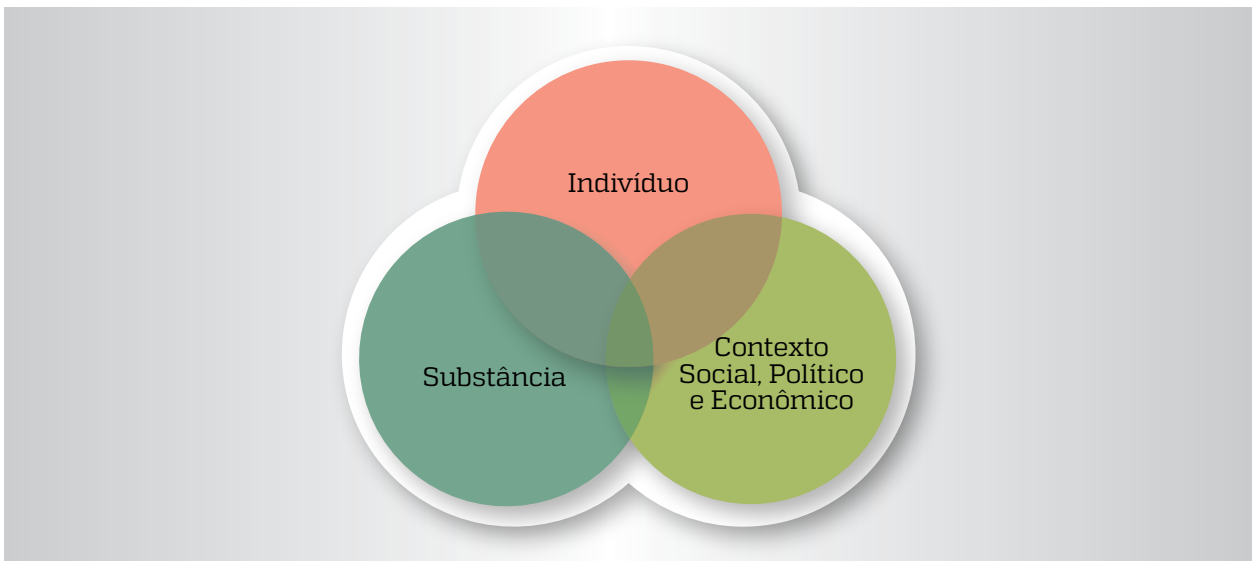 Indivíduo
Substância
Contexto
Social, Político
e Econômico